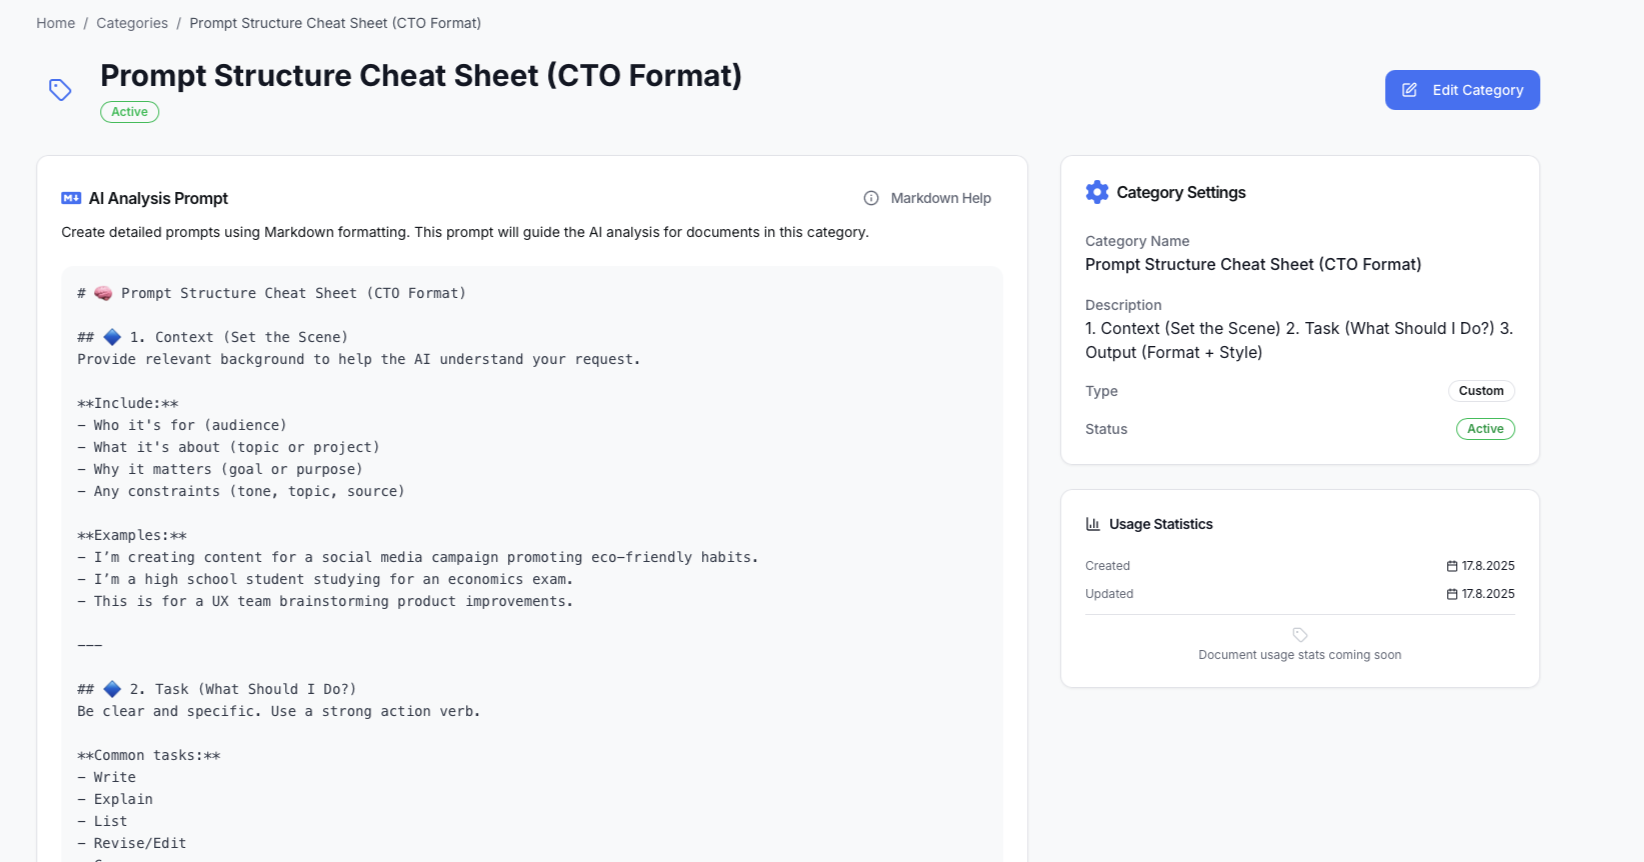 Home / Categories / Prompt Structure Cheat Sheet (CTO Format)
Prompt Structure Cheat Sheet (CTO Format)
Active
Edit Category
AI Analysis Prompt
Markdown Help
Create detailed prompts using Markdown formatting. This prompt will guide the AI analysis for documents in this category.
# 🧠 Prompt Structure Cheat Sheet (CTO Format)
## 🔷 1. Context (Set the Scene)
Provide relevant background to help the AI understand your request.
**Include:**
- Who it's for (audience)
- What it's about (topic or project)
- Why it matters (goal or purpose)
- Any constraints (tone, topic, source)
**Examples:**
- I’m creating content for a social media campaign promoting eco-friendly habits.
- I’m a high school student studying for an economics exam.
- This is for a UX team brainstorming product improvements.
---
## 🔷 2. Task (What Should I Do?)
Be clear and specific. Use a strong action verb.
**Common tasks:**
- Write
- Explain
- List
- Revise/Edit
Category Settings
Category Name
Prompt Structure Cheat Sheet (CTO Format)
Description
1. Context (Set the Scene) 2. Task (What Should I Do?) 3.
Output (Format + Style)
Type
Custom
Status
Active
Usage Statistics
Created
17.8.2025
Updated
17.8.2025
Document usage stats coming soon